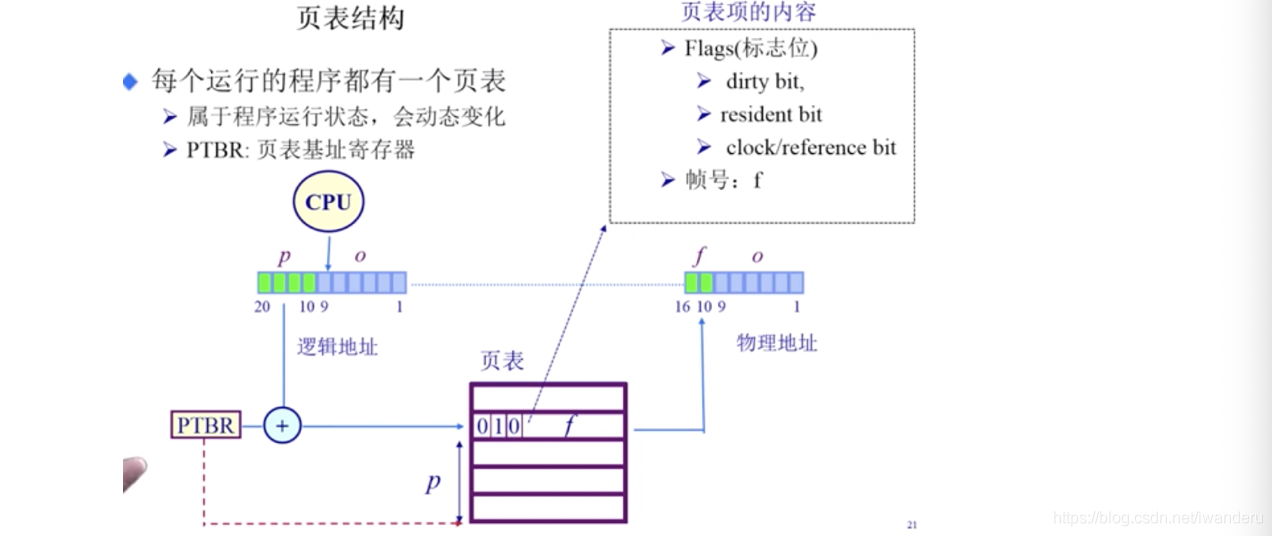 页表结构
每个运行的程序都有一个页表
属于程序运行状态，会动态变化
PTBR: 页表基址寄存器
页表项的内容
Flags(标志位)
dirty bit,
resident bit
clock/reference bit
帧号：f
CPU
p o
20 10 9 1
逻辑地址
f o
16 10 9 1
物理地址
页表
PTBR
+
0 1 0 f
p
21
https://blog.csdn.net/iwanderu